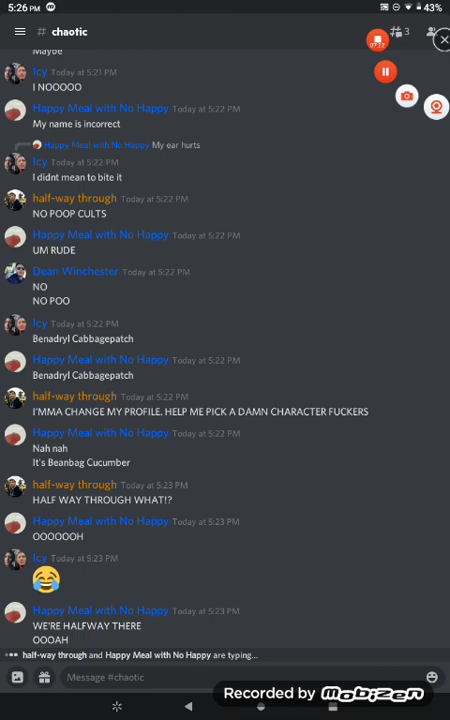 5:26 PM
43%
# chaotic
3
07:22
Maybe
Icy Today at 5:21 PM
I NOOOOO
Happy Meal with No Happy Today at 5:22 PM
My name is incorrect
Happy Meal with No Happy My ear hurts
Icy Today at 5:22 PM
I didnt mean to bite it
half-way through Today at 5:22 PM
NO POOP CULTS
Happy Meal with No Happy Today at 5:22 PM
UM RUDE
Dean Winchester Today at 5:22 PM
NO
NO POO
Icy Today at 5:22 PM
Benadryl Cabbagepatch
Happy Meal with No Happy Today at 5:22 PM
Benadryl Cabbagepatch
half-way through Today at 5:22 PM
I'MMA CHANGE MY PROFILE. HELP ME PICK A DAMN CHARACTER FUCKERS
Happy Meal with No Happy Today at 5:22 PM
Nah nah
It's Beanbag Cucumber
half-way through Today at 5:23 PM
HALF WAY THROUGH WHAT!?
Happy Meal with No Happy Today at 5:23 PM
OOOOOOH
Icy Today at 5:23 PM
Happy Meal with No Happy Today at 5:23 PM
WE'RE HALFWAY THERE
OOOAH
half-way through and Happy Meal with No Happy are typing...
Message #chaotic
Recorded by Mobizen